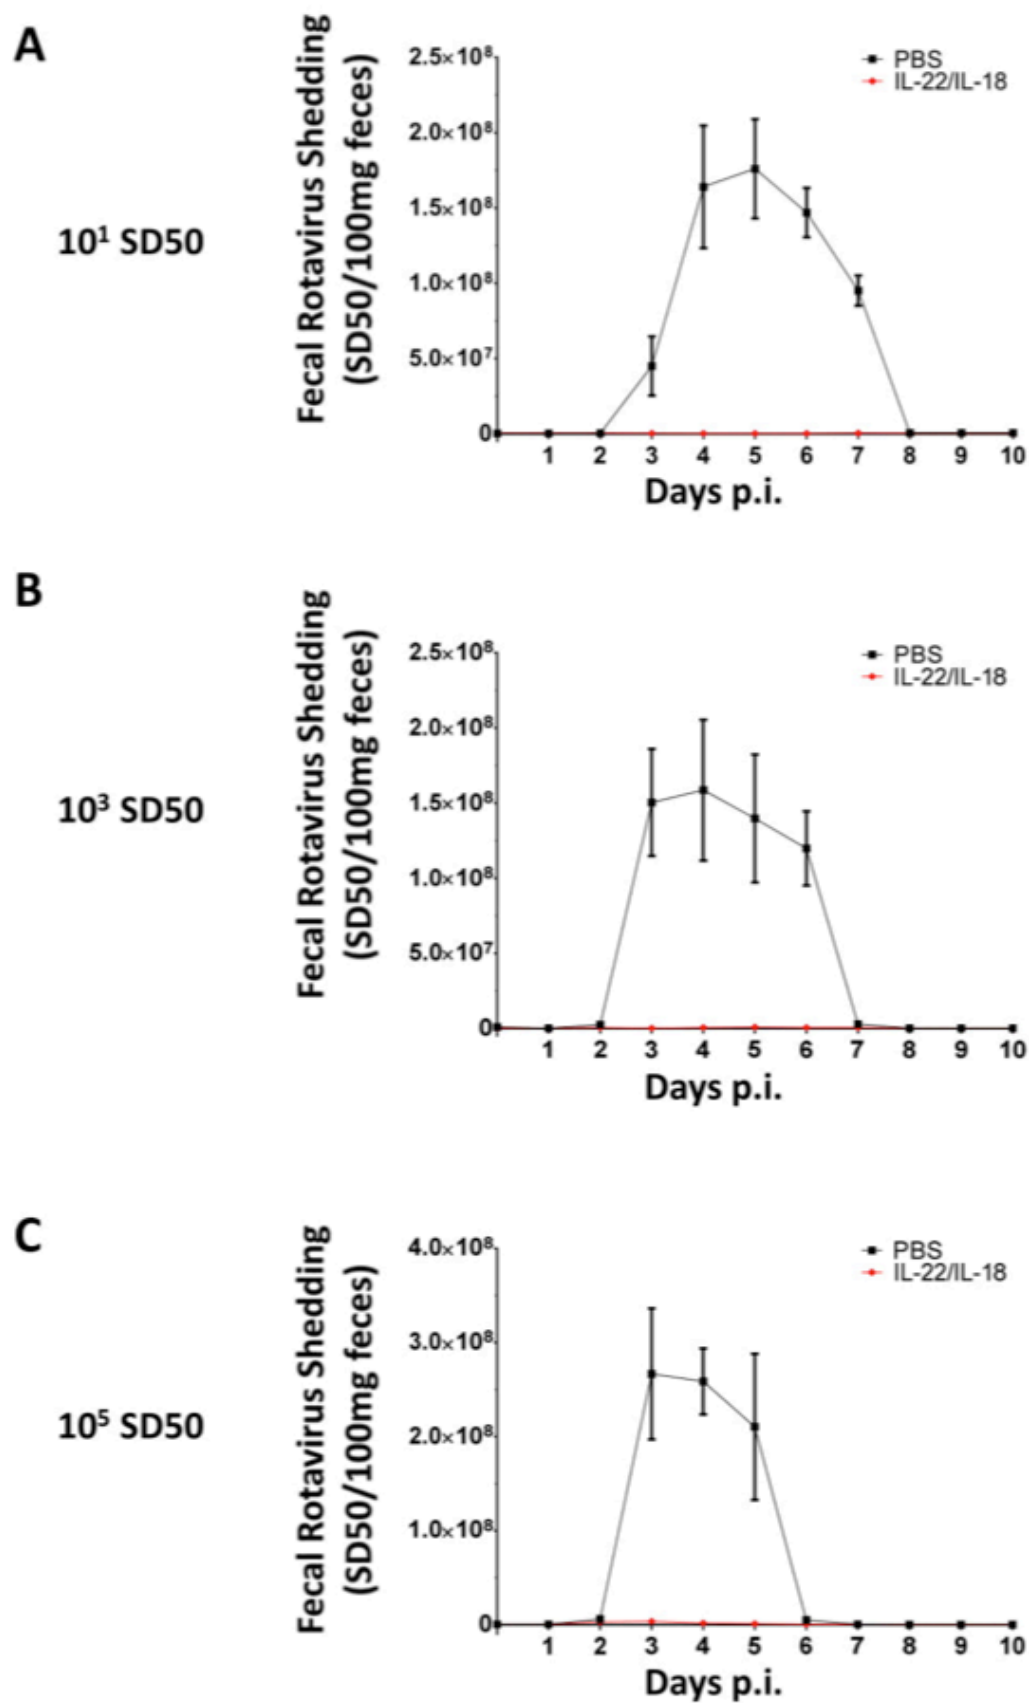 A
10¹ SD50
Fecal Rotavirus Shedding
(SD50/100mg feces)
2.5×10⁸
2.0×10⁸
1.5×10⁸
1.0×10⁸
5.0×10⁷
0
PBS
IL-22/IL-18
1 2 3 4 5 6 7 8 9 10
Days p.i.
B
10³ SD50
Fecal Rotavirus Shedding
(SD50/100mg feces)
2.5×10⁸
2.0×10⁸
1.5×10⁸
1.0×10⁸
5.0×10⁷
0
PBS
IL-22/IL-18
1 2 3 4 5 6 7 8 9 10
Days p.i.
C
10⁵ SD50
Fecal Rotavirus Shedding
(SD50/100mg feces)
4.0×10⁸
3.0×10⁸
2.0×10⁸
1.0×10⁸
0
PBS
IL-22/IL-18
1 2 3 4 5 6 7 8 9 10
Days p.i.